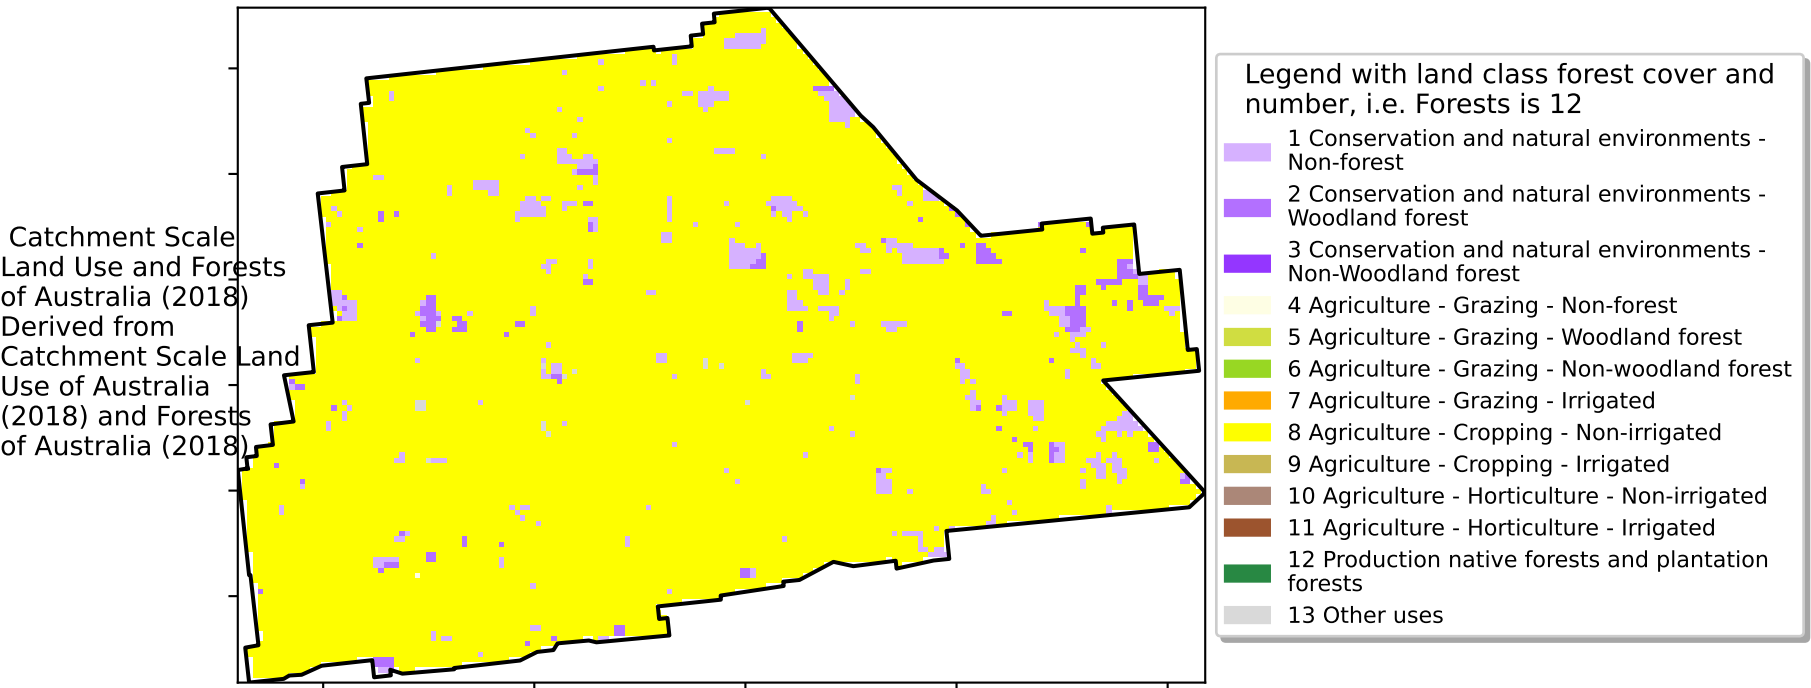 Catchment Scale
Land Use and Forests
of Australia (2018)
Derived from
Catchment Scale Land
Use of Australia
(2018) and Forests
of Australia (2018)
Legend with land class forest cover and
number, i.e. Forests is 12
1 Conservation and natural environments -
Non-forest
2 Conservation and natural environments -
Woodland forest
3 Conservation and natural environments -
Non-Woodland forest
4 Agriculture - Grazing - Non-forest
5 Agriculture - Grazing - Woodland forest
6 Agriculture - Grazing - Non-woodland forest
7 Agriculture - Grazing - Irrigated
8 Agriculture - Cropping - Non-irrigated
9 Agriculture - Cropping - Irrigated
10 Agriculture - Horticulture - Non-irrigated
11 Agriculture - Horticulture - Irrigated
12 Production native forests and plantation
forests
13 Other uses